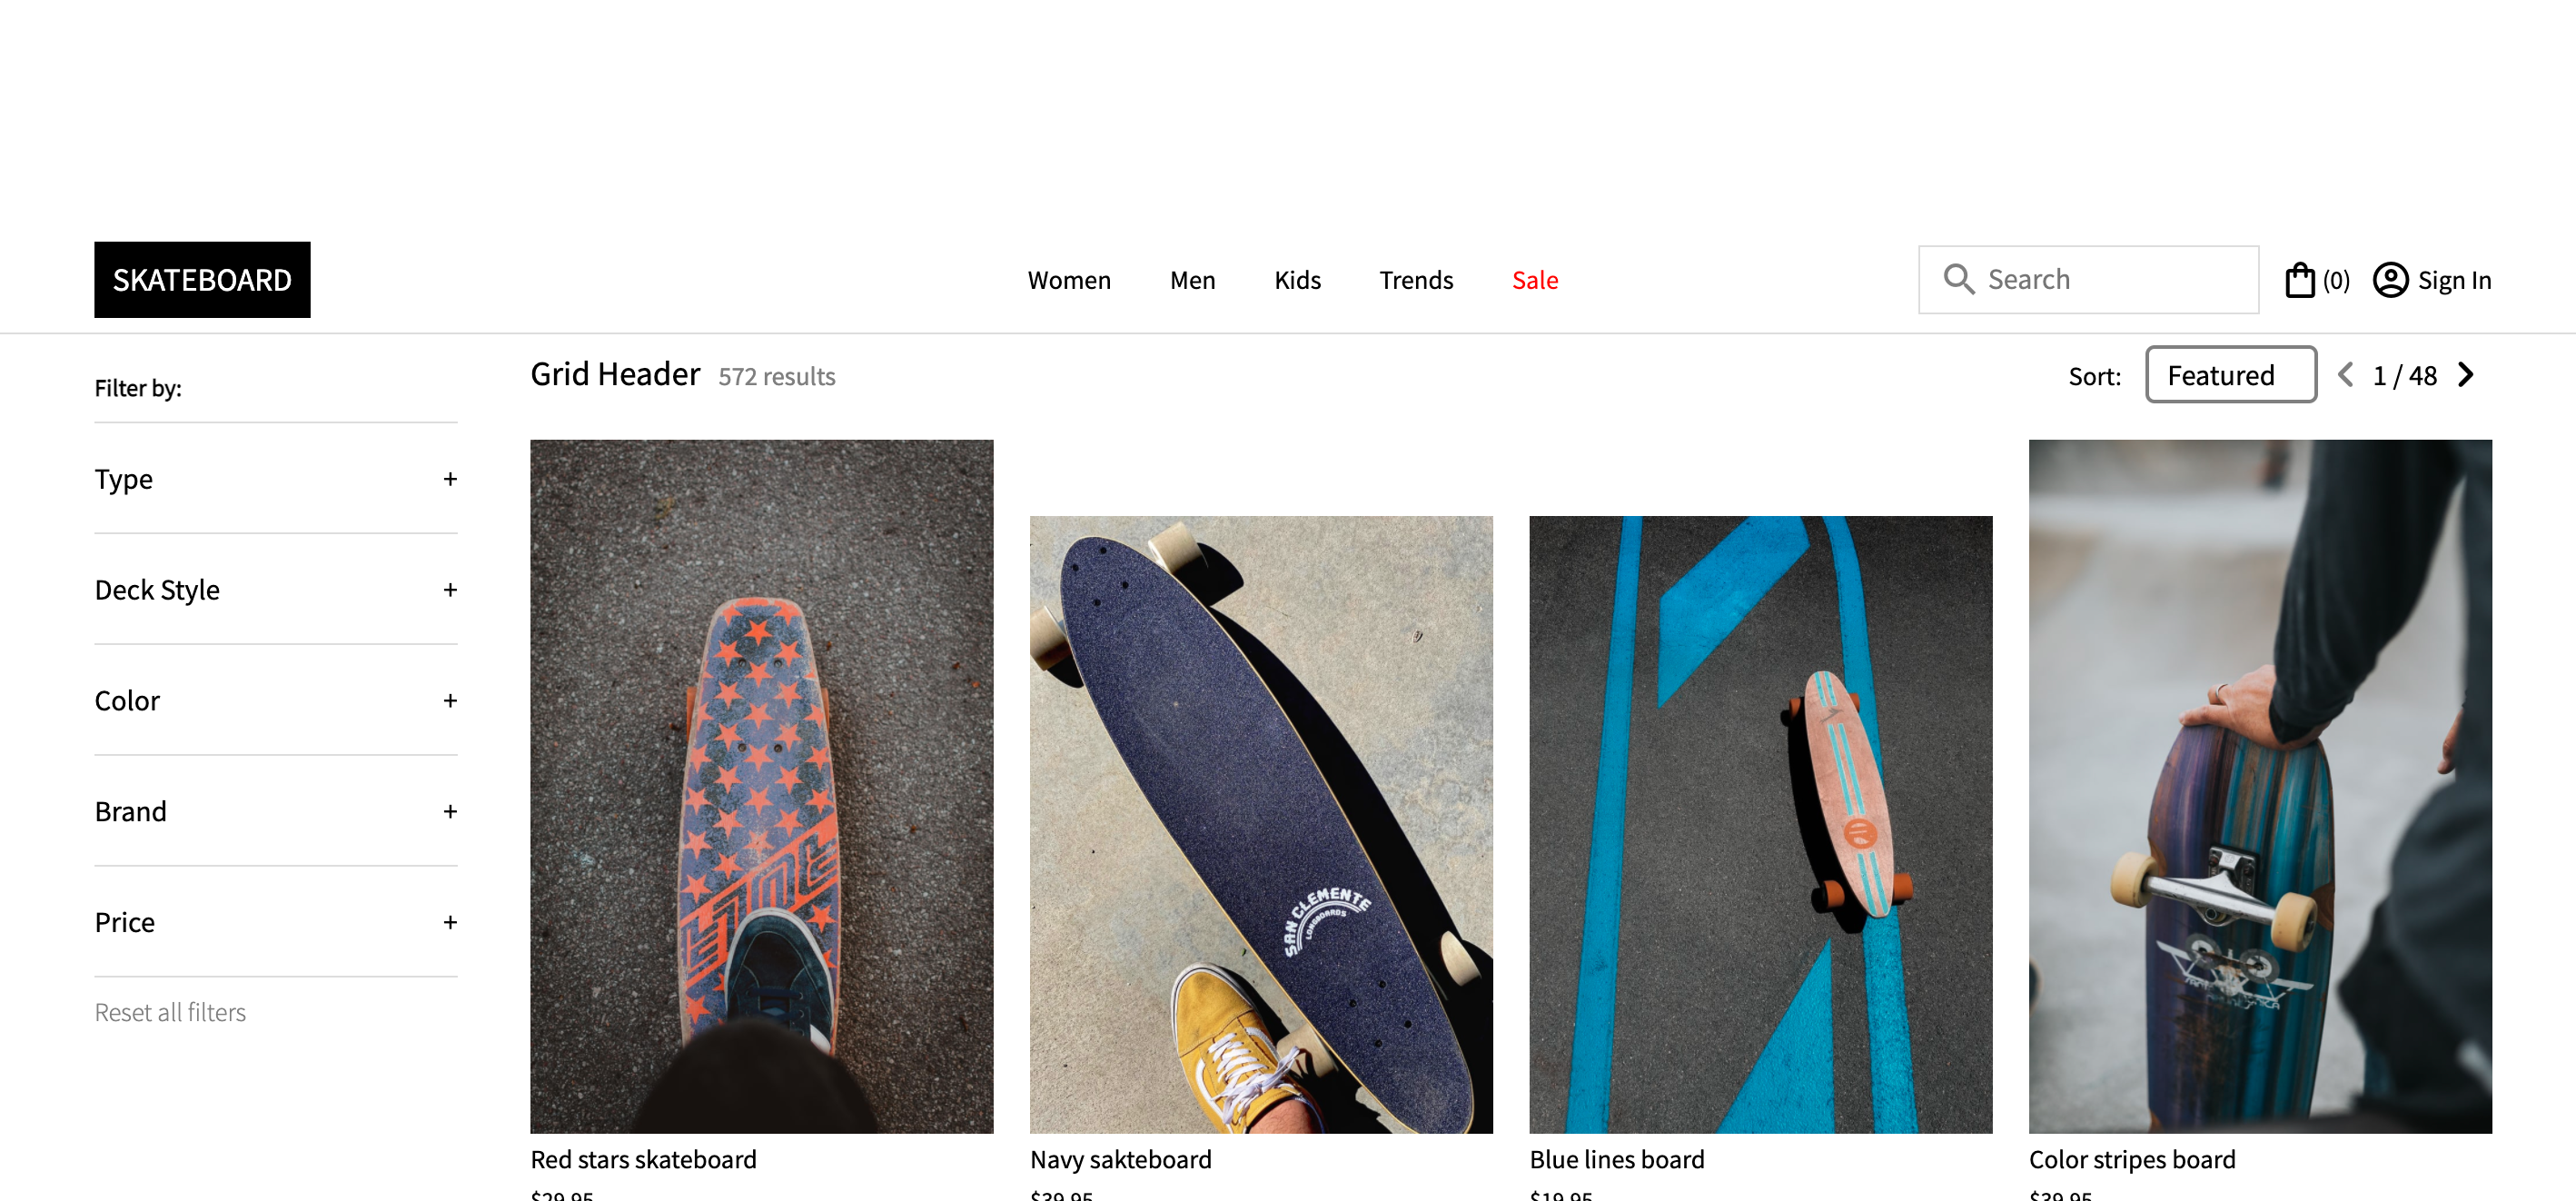 SKATEBOARD
Women Men Kids Trends Sale
Search
(0) Sign In
Filter by:
Type +
Deck Style +
Color +
Brand +
Price +
Reset all filters
Grid Header 572 results
Sort: Featured 1 / 48
SAN CLEMENTE
LONGBOARDS
Red stars skateboard
Navy sakteboard
Blue lines board
Color stripes board
$29.95
$39.95
$19.95
$39.95